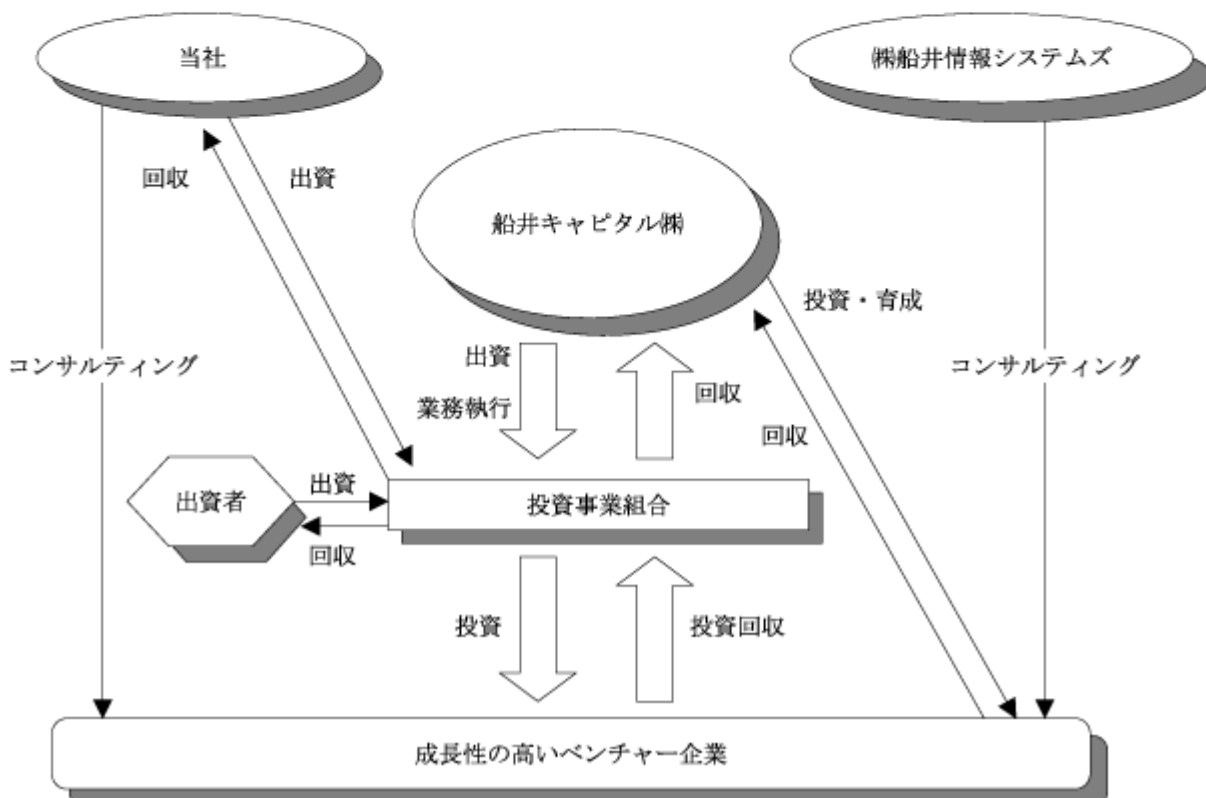 当社
㈱船井情報システムズ
回収
出資
船井キャピタル㈱
投資・育成
コンサルティング
出資
業務執行
回収
コンサルティング
回収
出資者
出資
回収
投資事業組合
投資
投資回収
成長性の高いベンチャー企業